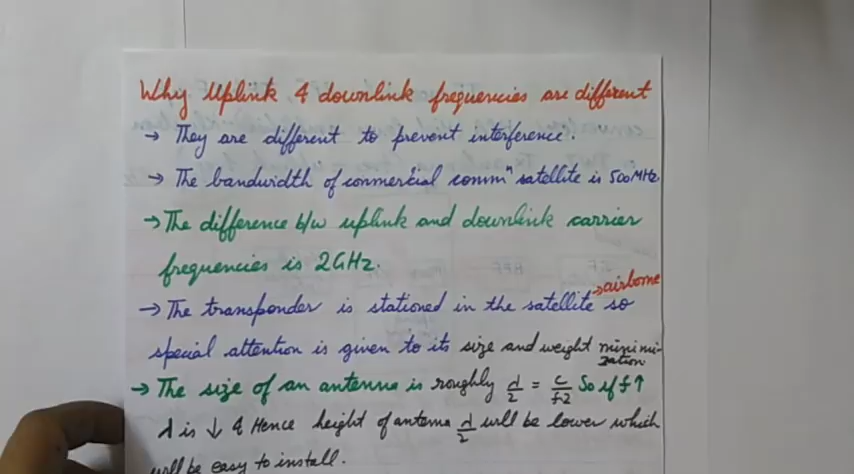 Why Uplink & downlink frequencies are different
→ They are different to prevent interference.
→ The bandwidth of commercial commⁿ satellite is 500MHz
→ The difference b/w uplink and downlink carrier
frequencies is 2GHz.
→ airborne
→ The transponder is stationed in the satellite so
special attention is given to its size and weight minimi-
zation
→ The size of an antenna is roughly λ/2 = c/f·2 So if f↑
λ is ↓ & Hence height of antenna λ/2 will be lower which
will be easy to install.